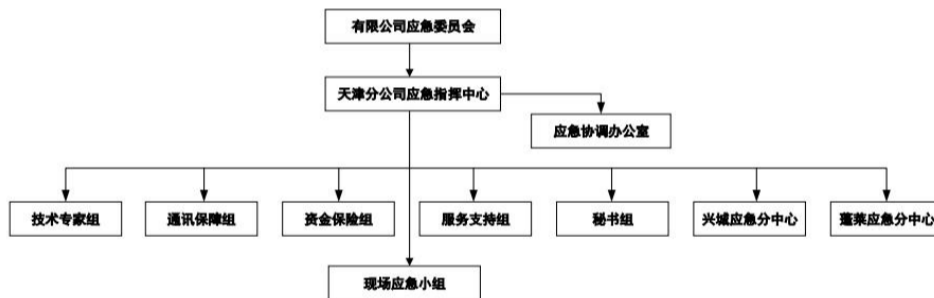 有限公司应急委员会
天津分公司应急指挥中心
应急协调办公室
技术专家组
通讯保障组
资金保险组
服务支持组
秘书组
兴城应急分中心
蓬莱应急分中心
现场应急小组